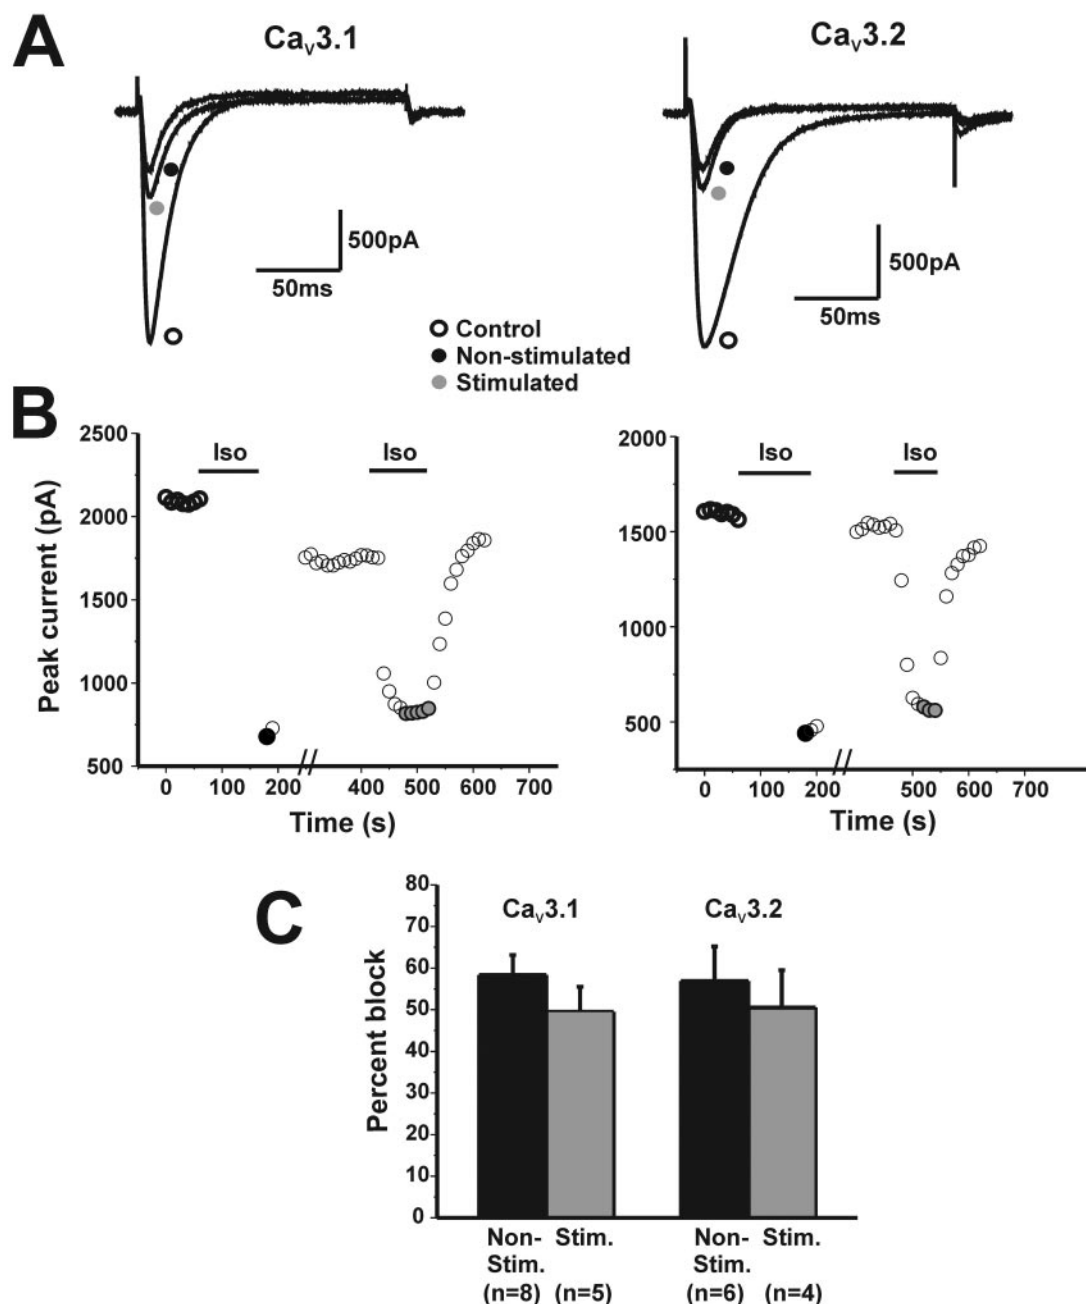 A
Cav3.1
Cav3.2
500pA
50ms
500pA
50ms
Control
Non-stimulated
Stimulated
B
Peak current (pA)
2500
2000
1500
1000
500
Iso
Iso
0 100 200 400 500 600 700
Time (s)
2000
1500
1000
500
Iso
Iso
0 100 200 500 600 700
Time (s)
C
Percent block
80
70
60
50
40
30
20
10
0
Cav3.1
Cav3.2
Non- Stim. Non- Stim.
Stim. Stim.
(n=8) (n=5) (n=6) (n=4)